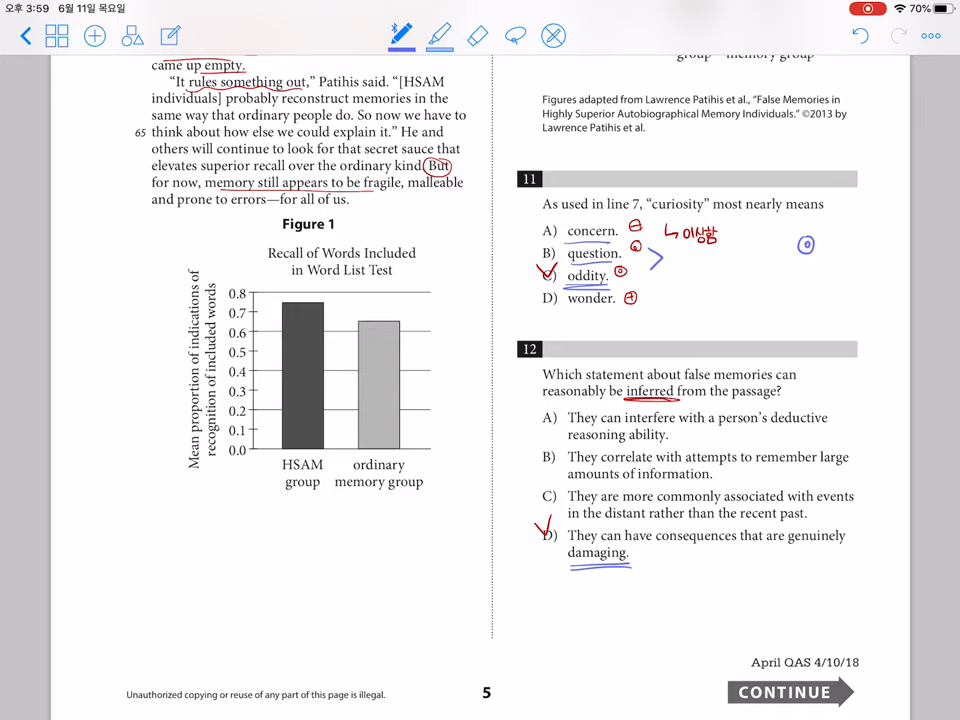 오후 3:59 6월 11일 목요일
70%
came up empty.
“It rules something out,” Patihis said. “[HSAM
individuals] probably reconstruct memories in the
same way that ordinary people do. So now we have to
65 think about how else we could explain it.” He and
others will continue to look for that secret sauce that
elevates superior recall over the ordinary kind. But
for now, memory still appears to be fragile, malleable
and prone to errors—for all of us.
Figure 1
Recall of Words Included
in Word List Test
Mean proportion of indications of
recognition of included words
0.8
0.7
0.6
0.5
0.4
0.3
0.2
0.1
0.0
HSAM
group
ordinary
memory group
Figures adapted from Lawrence Patihis et al., “False Memories in
Highly Superior Autobiographical Memory Individuals.” ©2013 by
Lawrence Patihis et al.
11
As used in line 7, “curiosity” most nearly means
A) concern.
이상함
B) question.
C) oddity.
D) wonder.
12
Which statement about false memories can
reasonably be inferred from the passage?
A) They can interfere with a person’s deductive
reasoning ability.
B) They correlate with attempts to remember large
amounts of information.
C) They are more commonly associated with events
in the distant rather than the recent past.
D) They can have consequences that are genuinely
damaging.
April QAS 4/10/18
Unauthorized copying or reuse of any part of this page is illegal.
5
CONTINUE